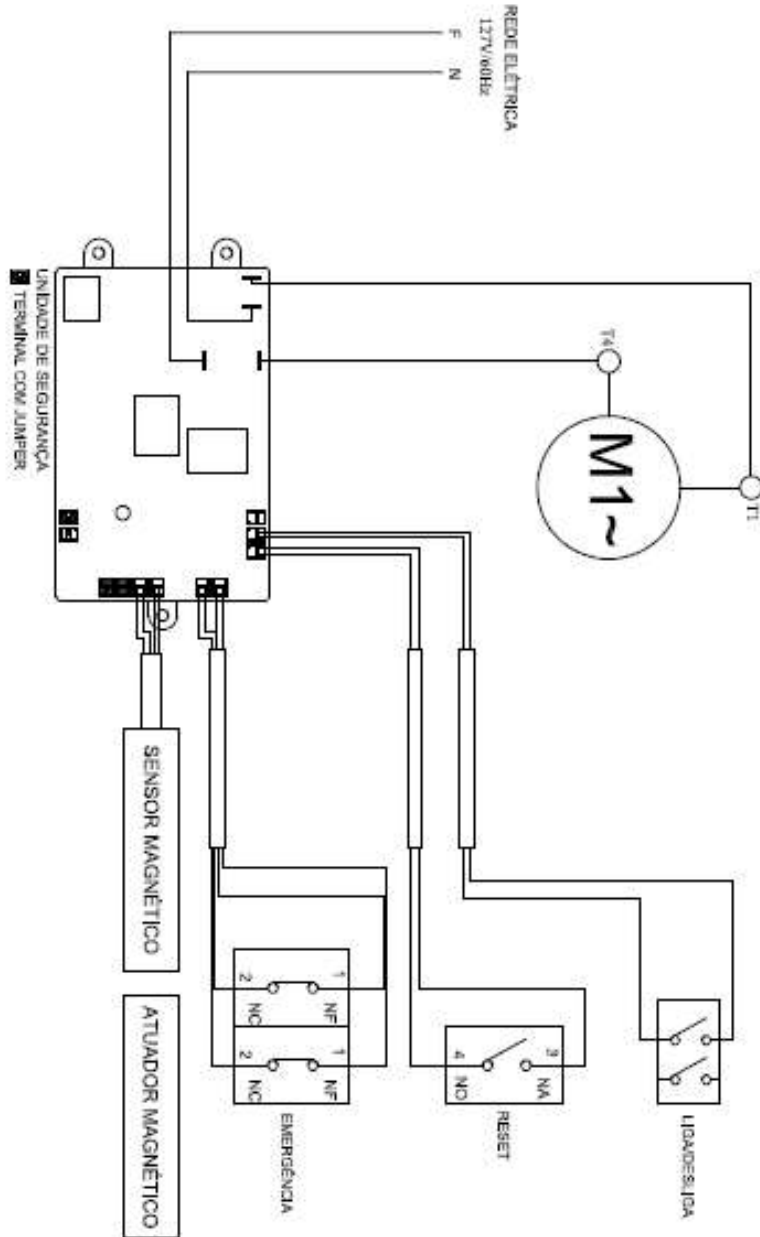 REDE ELÉTRICA
127V/60Hz
F
N
UNIDADE DE SEGURANÇA
TERMINAL COM JUMPER
T4
M1~
T1
SENSOR MAGNÉTICO
ATUADOR MAGNÉTICO
2
1
NC
NF
2
1
NC
NF
EMERGÊNCIA
4
3
NO
NA
RESET
LIGA/DESLIGA